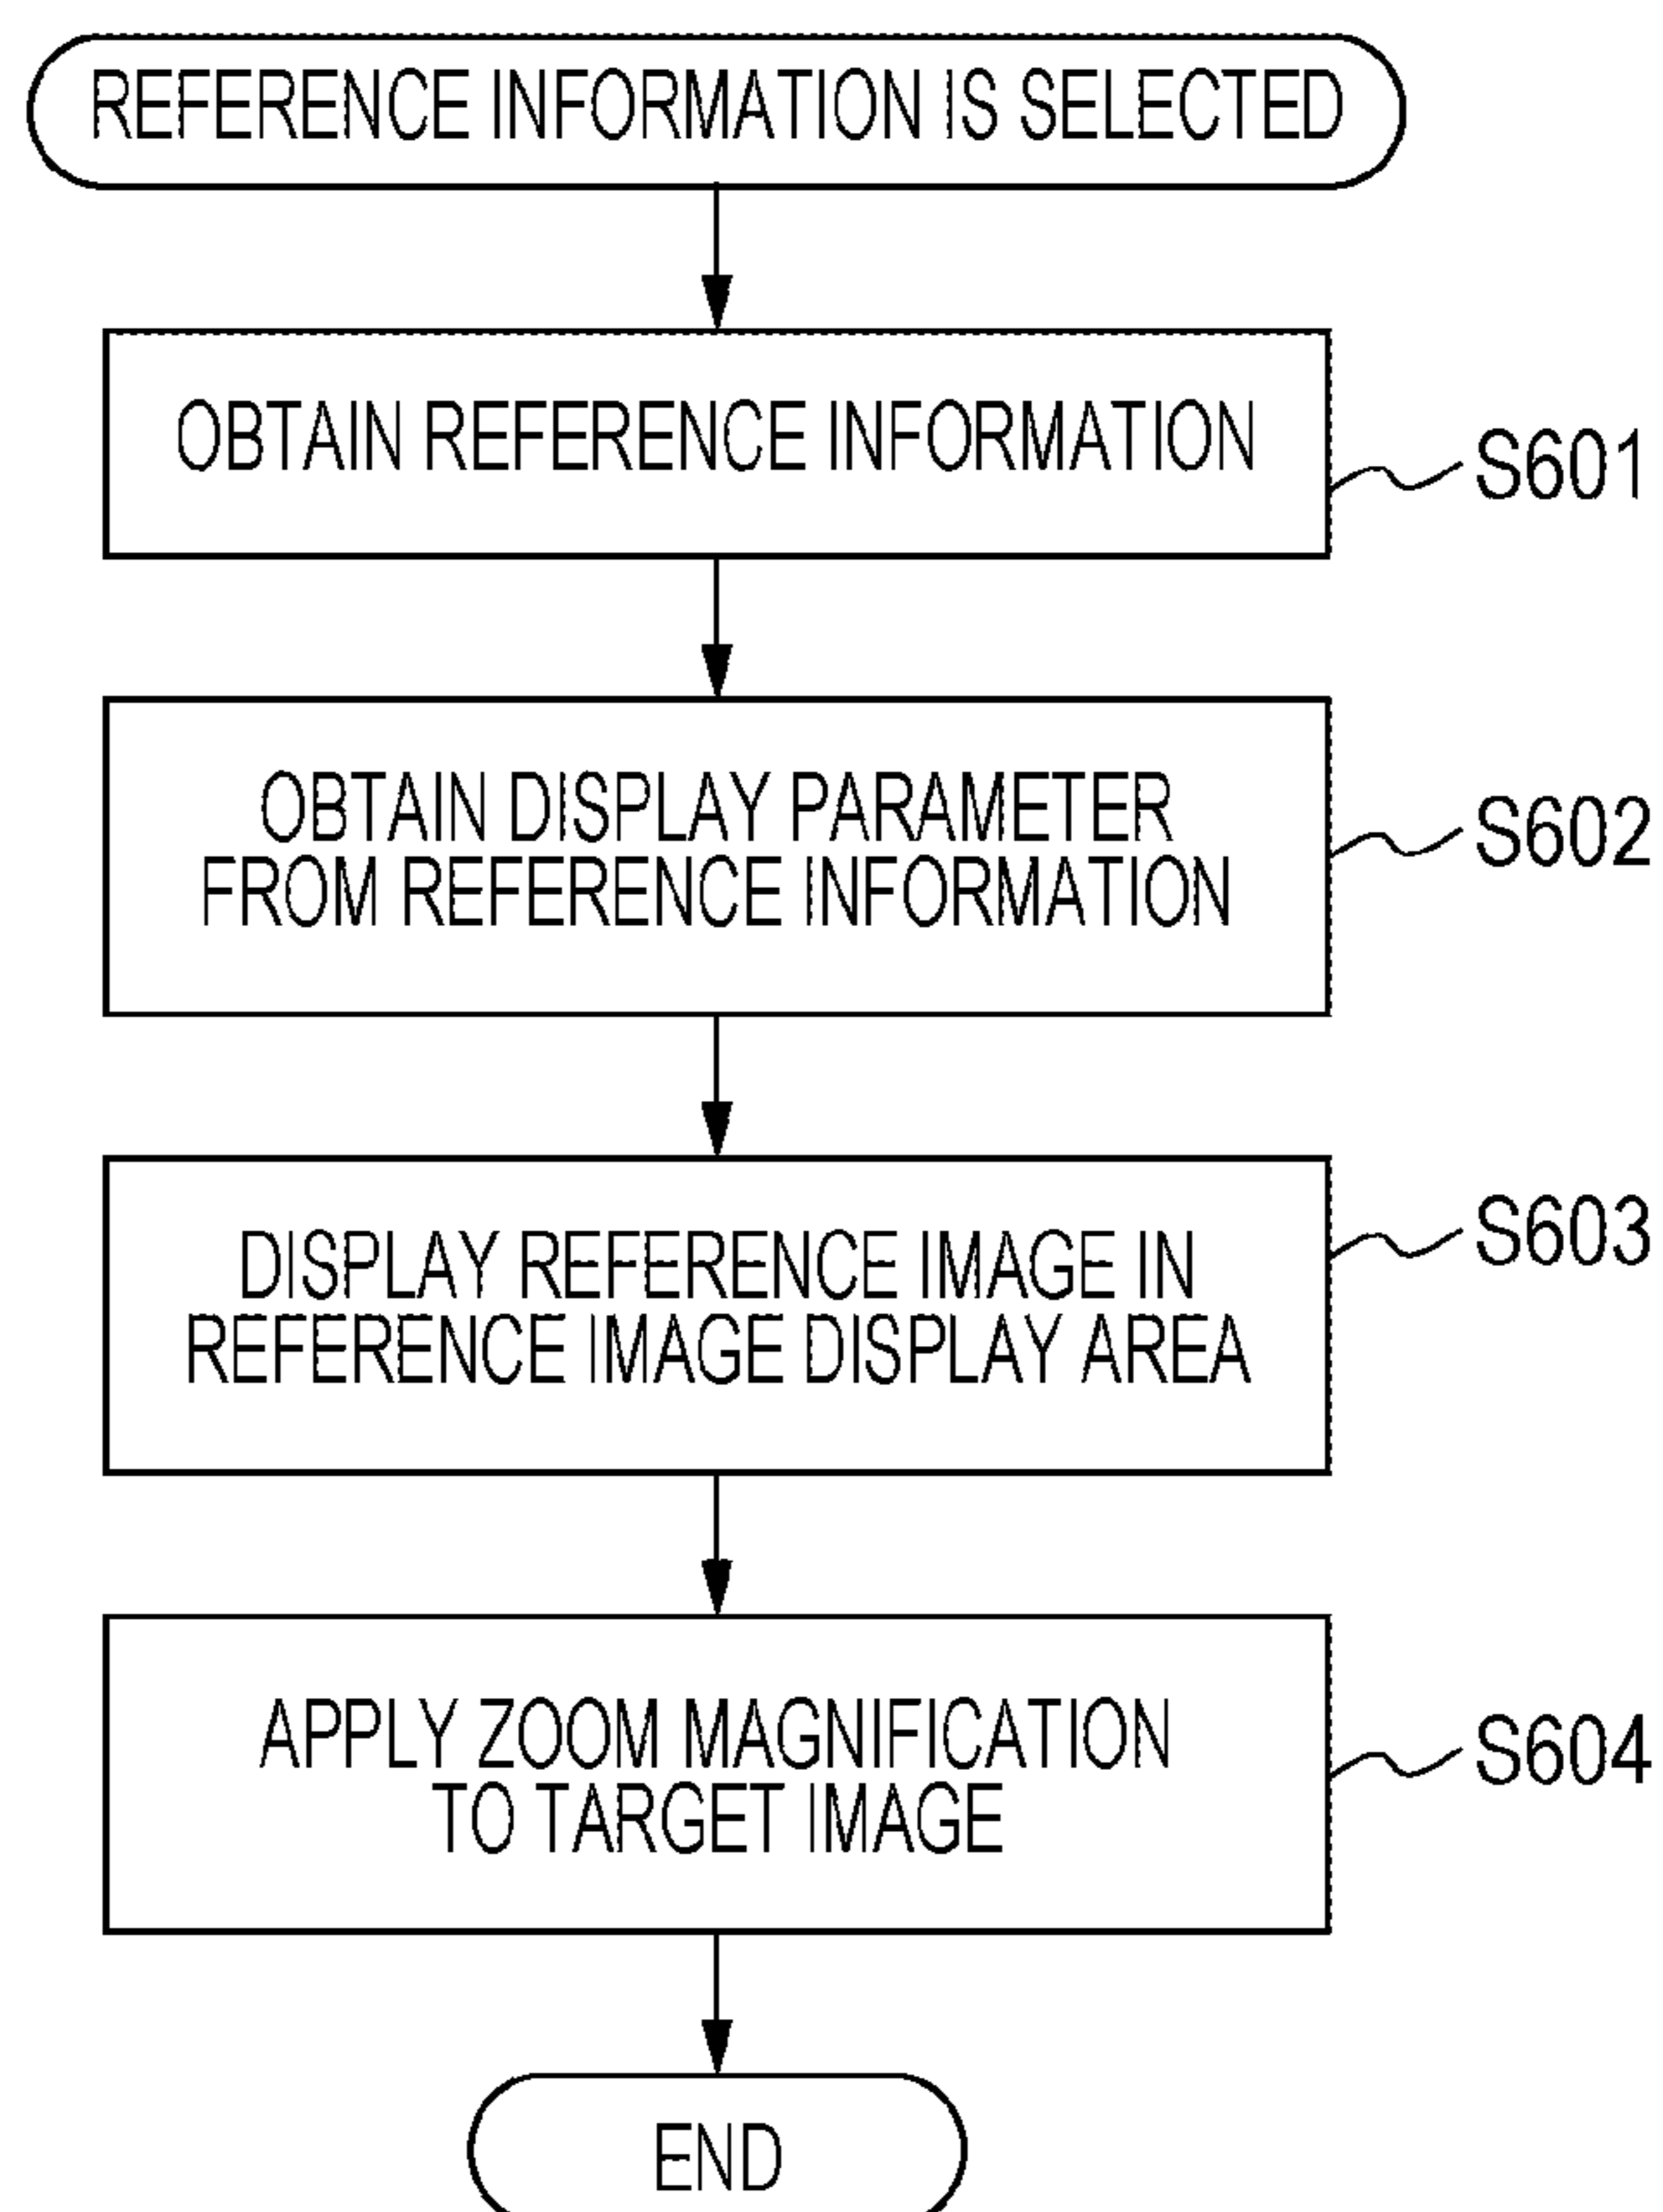 REFERENCE INFORMATION IS SELECTED
OBTAIN REFERENCE INFORMATION
S601
OBTAIN DISPLAY PARAMETER
FROM REFERENCE INFORMATION
S602
DISPLAY REFERENCE IMAGE IN
REFERENCE IMAGE DISPLAY AREA
S603
APPLY ZOOM MAGNIFICATION
TO TARGET IMAGE
S604
END